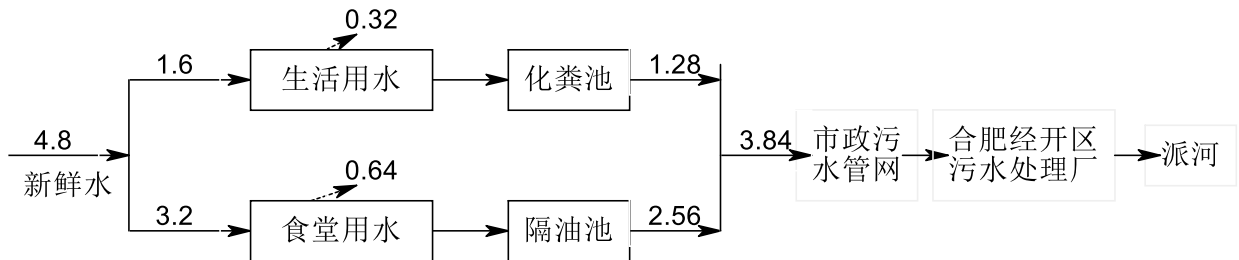 0.32
1.6
生活用水
化粪池
1.28
4.8
新鲜水
3.84
市政污
水管网
合肥经开区
污水处理厂
派河
0.64
3.2
食堂用水
隔油池
2.56